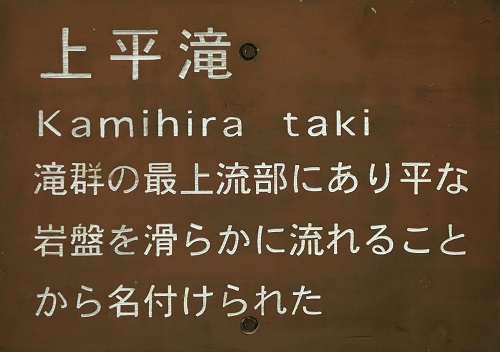 上平滝
Kamihira taki
滝群の最上流部にあり平な
岩盤を滑らかに流れること
から名付けられた